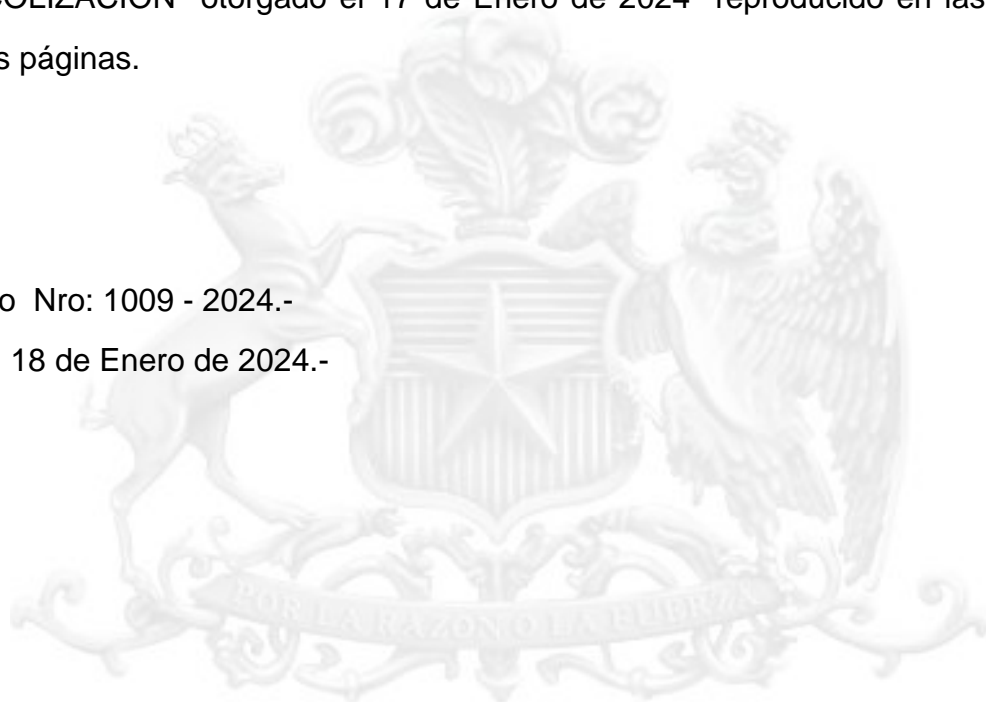 COLIZACION otorgado el 17 de Enero de 2024 reproducido en las
s páginas.
o Nro: 1009 - 2024.-
18 de Enero de 2024.-
POR LA RAZON O LA FUERZA